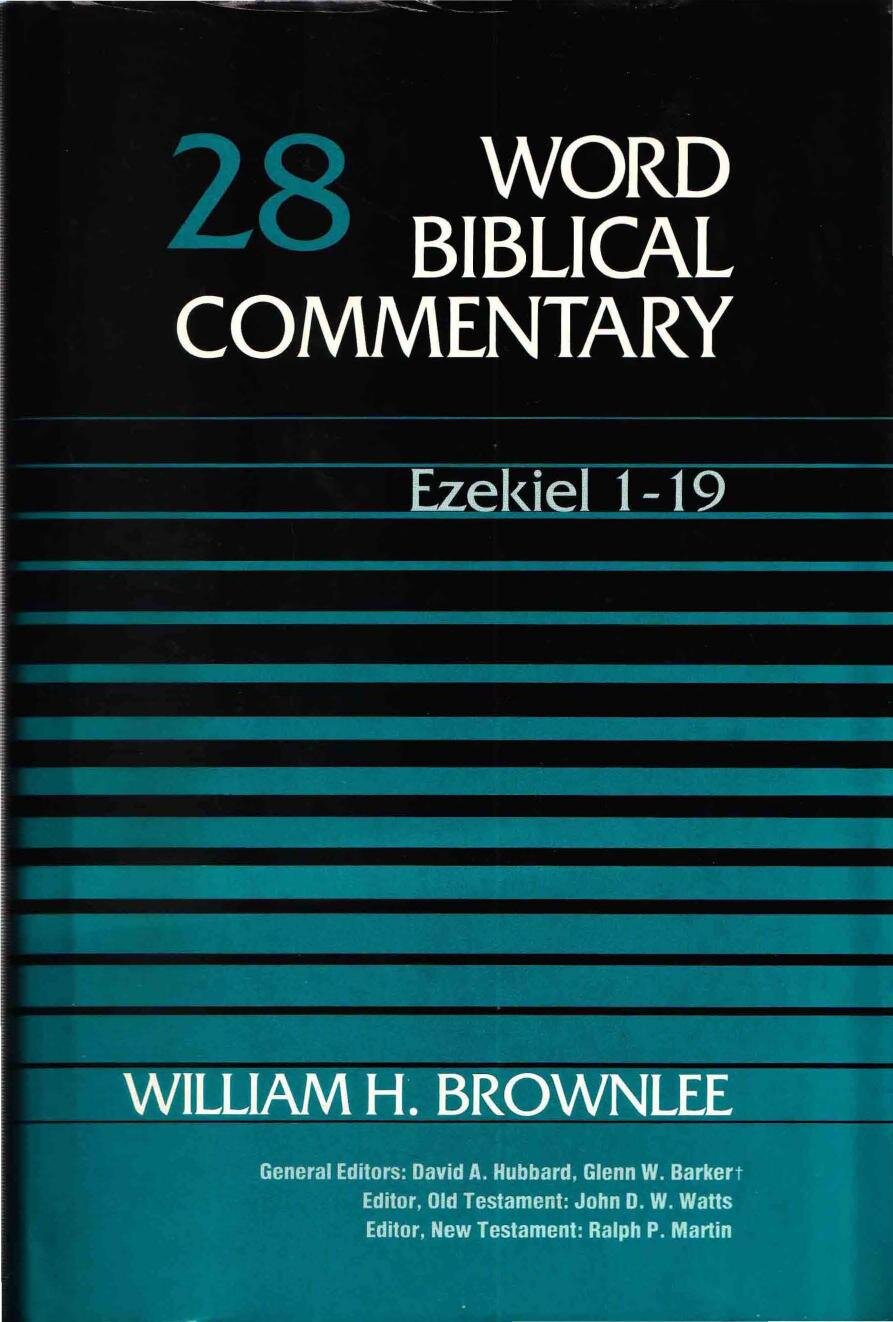 28 WORD
BIBLICAL
COMMENTARY
Ezekiel 1-19
WILLIAM H. BROWNLEE
General Editors: David A. Hubbard, Glenn W. Barker†
Editor, Old Testament: John D. W. Watts
Editor, New Testament: Ralph P. Martin